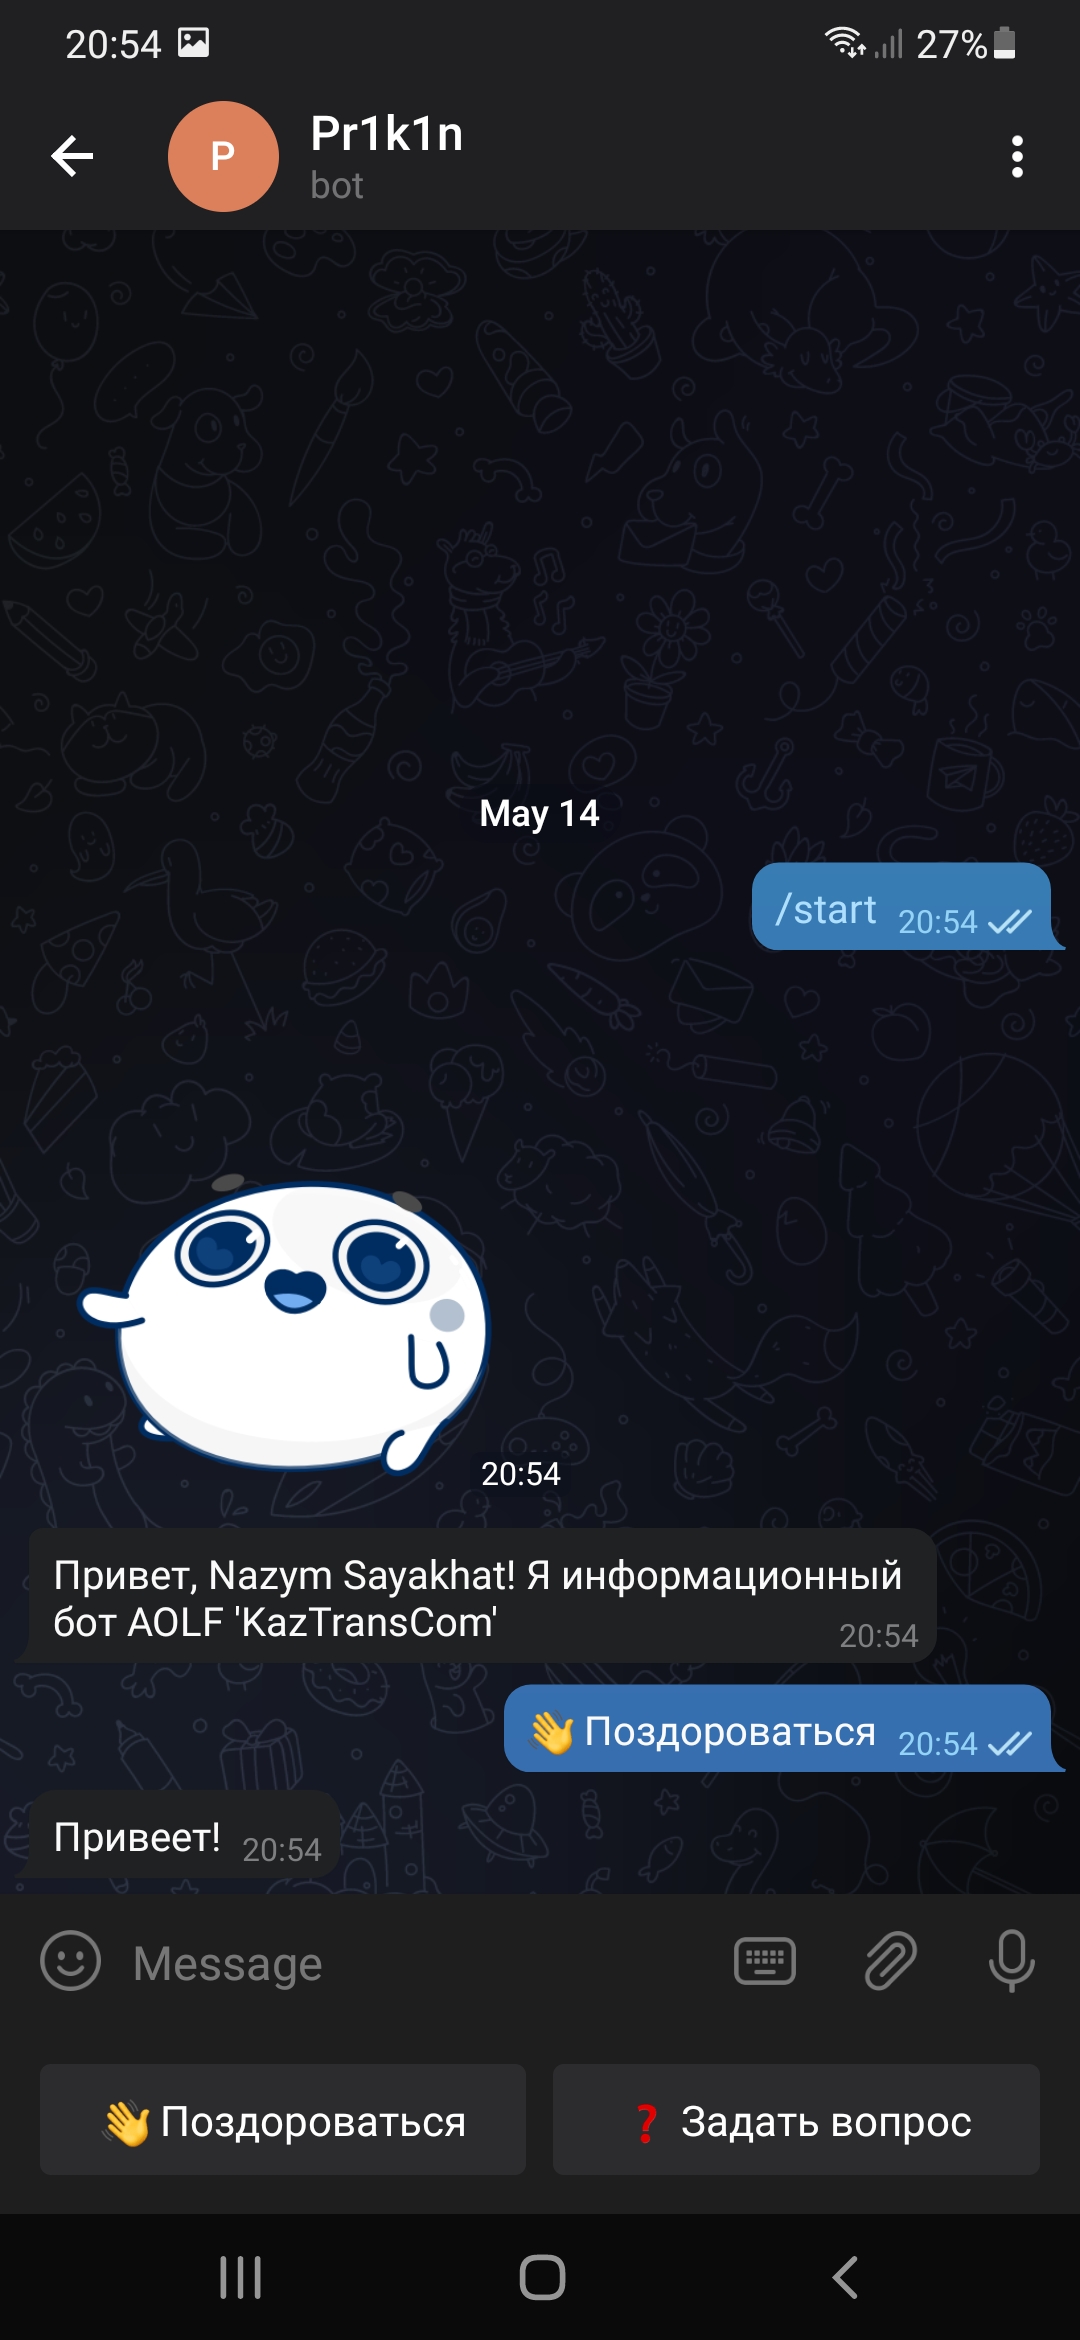 20:54
27%
P
Pr1k1n
bot
May 14
/start 20:54
20:54
Привет, Nazym Sayakhat! Я информационный
бот AOLF 'KazTransCom'
20:54
👋 Поздороваться 20:54
Привеет! 20:54
Message
👋 Поздороваться
❓ Задать вопрос